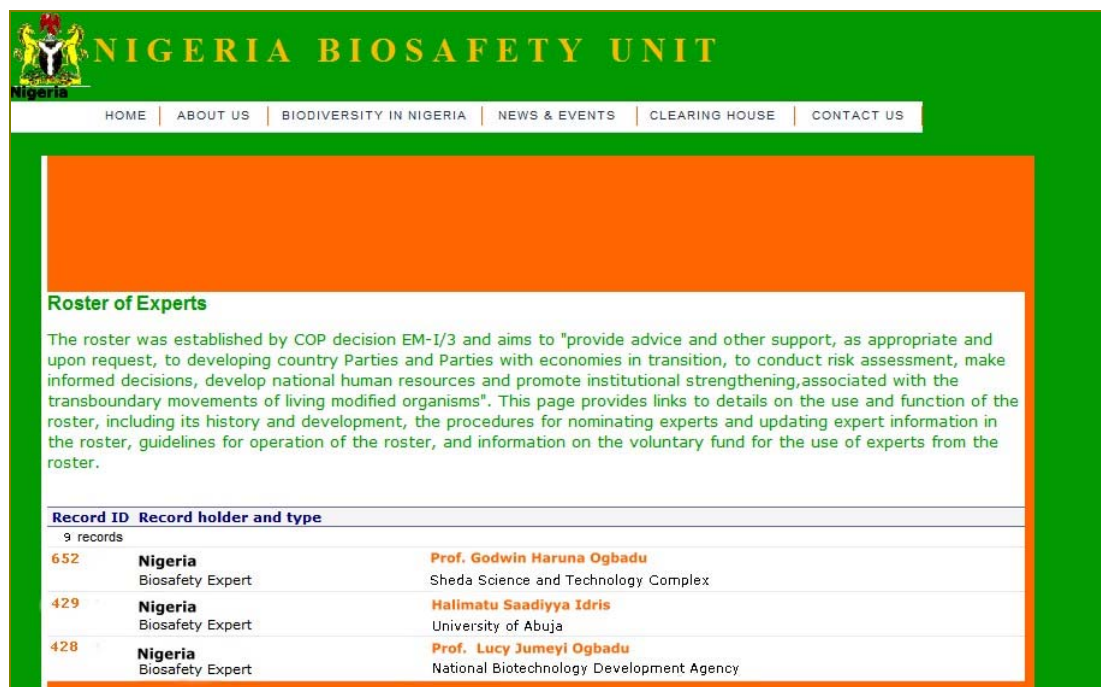 NIGERIA BIOSAFETY UNIT
Nigeria
HOME ABOUT US BIODIVERSITY IN NIGERIA NEWS & EVENTS CLEARING HOUSE CONTACT US
Roster of Experts
The roster was established by COP decision EM-I/3 and aims to "provide advice and other support, as appropriate and
upon request, to developing country Parties and Parties with economies in transition, to conduct risk assessment, make
informed decisions, develop national human resources and promote institutional strengthening,associated with the
transboundary movements of living modified organisms". This page provides links to details on the use and function of the
roster, including its history and development, the procedures for nominating experts and updating expert information in
the roster, guidelines for operation of the roster, and information on the voluntary fund for the use of experts from the
roster.
Record ID Record holder and type
9 records
652 Nigeria Prof. Godwin Haruna Ogbadu
Biosafety Expert Sheda Science and Technology Complex
429 Nigeria Halimatu Saadiyya Idris
Biosafety Expert University of Abuja
428 Nigeria Prof. Lucy Jumeyi Ogbadu
Biosafety Expert National Biotechnology Development Agency